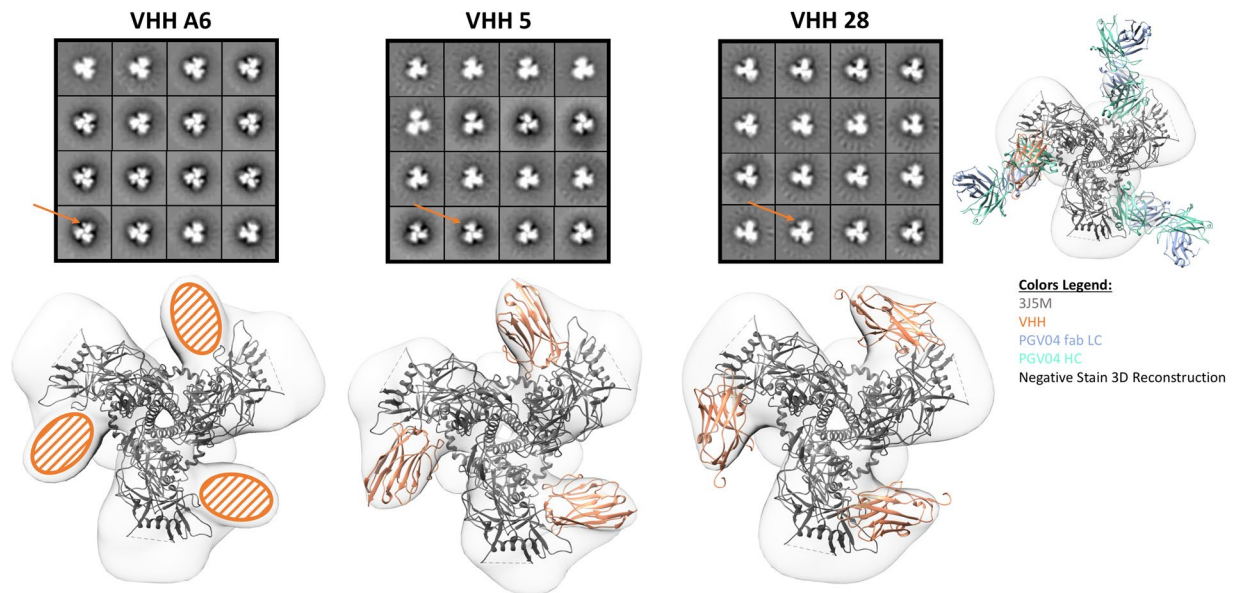 VHH A6
VHH 5
VHH 28
Colors Legend:
3J5M
VHH
PGV04 fab LC
PGV04 HC
Negative Stain 3D Reconstruction